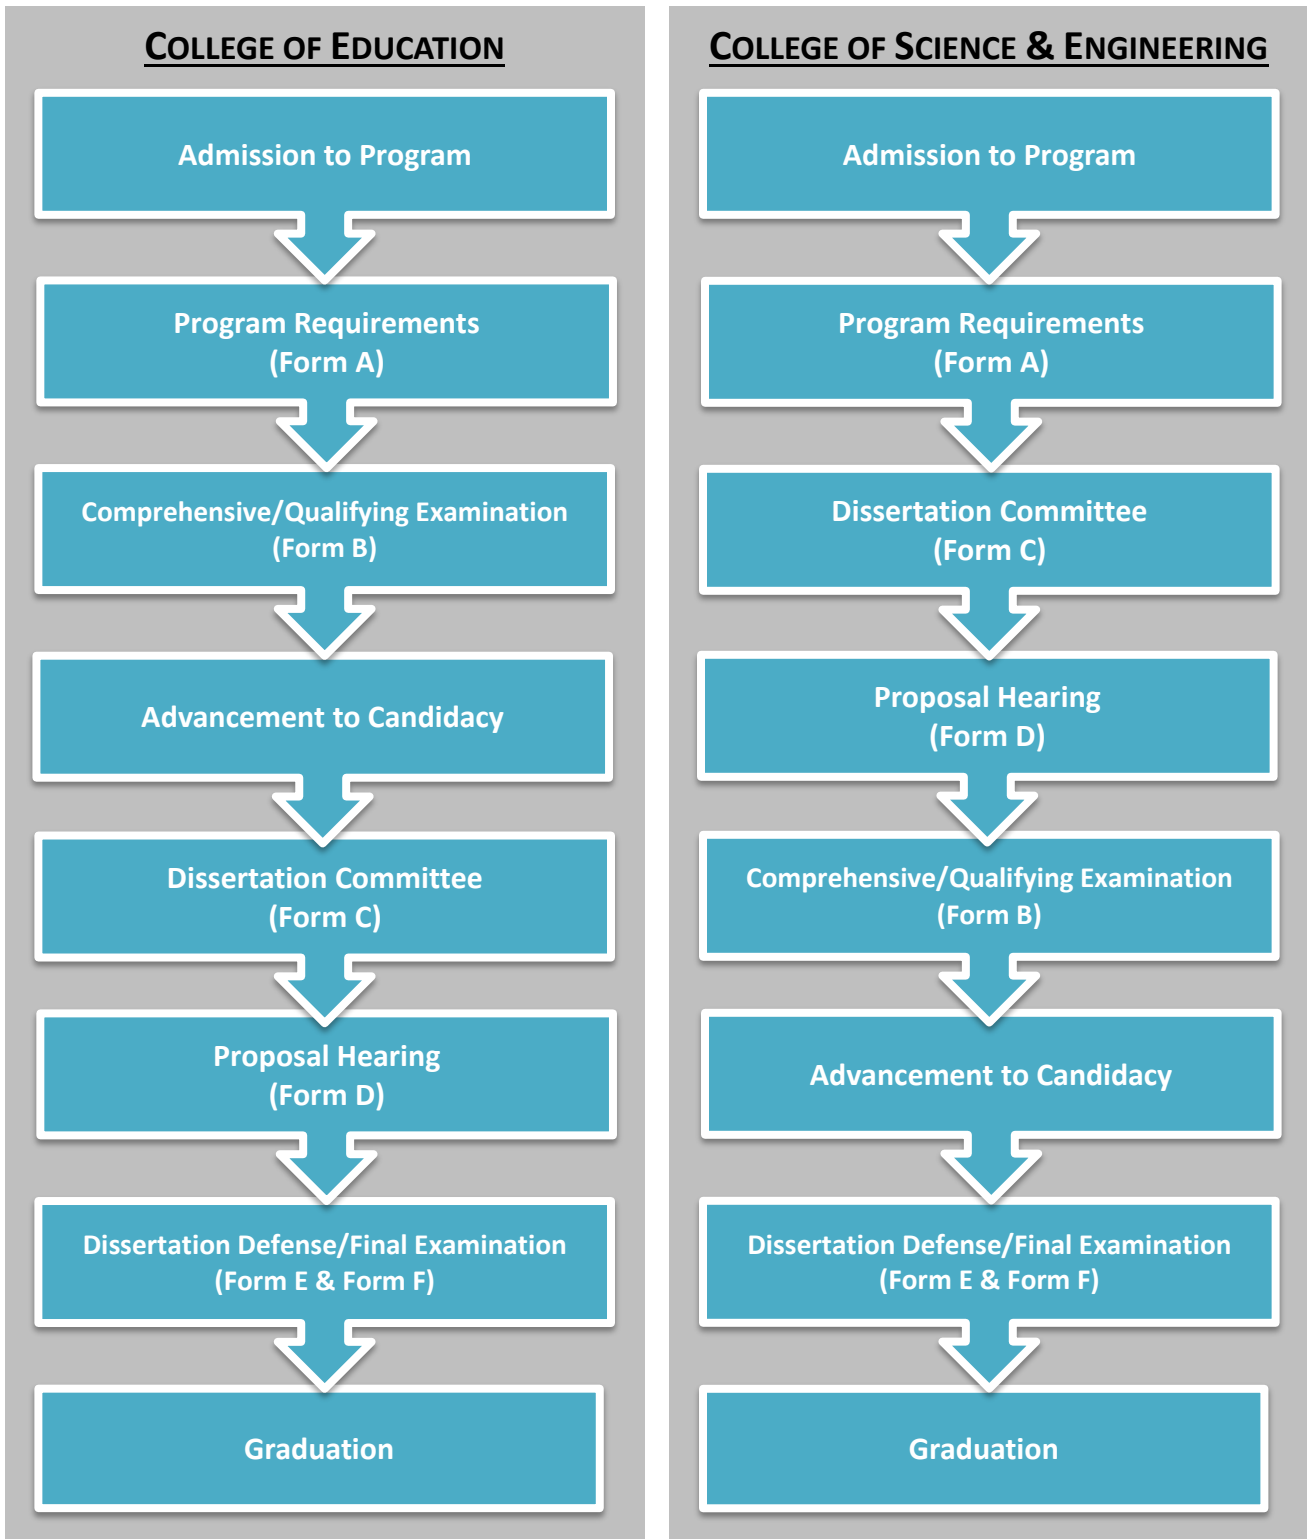 COLLEGE OF EDUCATION
Admission to Program
Program Requirements
(Form A)
Comprehensive/Qualifying Examination
(Form B)
Advancement to Candidacy
Dissertation Committee
(Form C)
Proposal Hearing
(Form D)
Dissertation Defense/Final Examination
(Form E & Form F)
Graduation
COLLEGE OF SCIENCE & ENGINEERING
Admission to Program
Program Requirements
(Form A)
Dissertation Committee
(Form C)
Proposal Hearing
(Form D)
Comprehensive/Qualifying Examination
(Form B)
Advancement to Candidacy
Dissertation Defense/Final Examination
(Form E & Form F)
Graduation